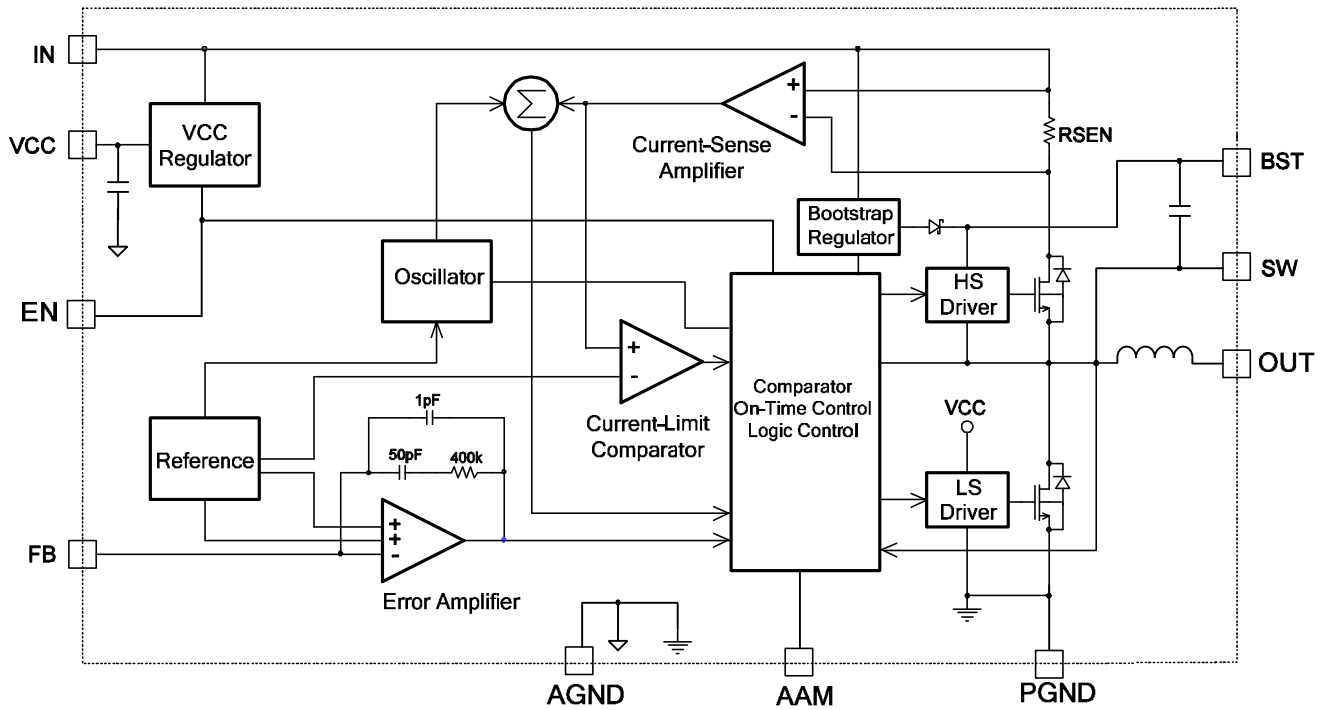 IN
VCC
EN
FB
VCC
Regulator
Σ
+
-
Current-Sense
Amplifier
RSEN
BST
SW
OUT
Bootstrap
Regulator
Oscillator
HS
Driver
+
-
Current-Limit
Comparator
Comparator
On-Time Control
Logic Control
VCC
LS
Driver
Reference
1pF
50pF
400k
+
+
-
Error Amplifier
AGND
AAM
PGND